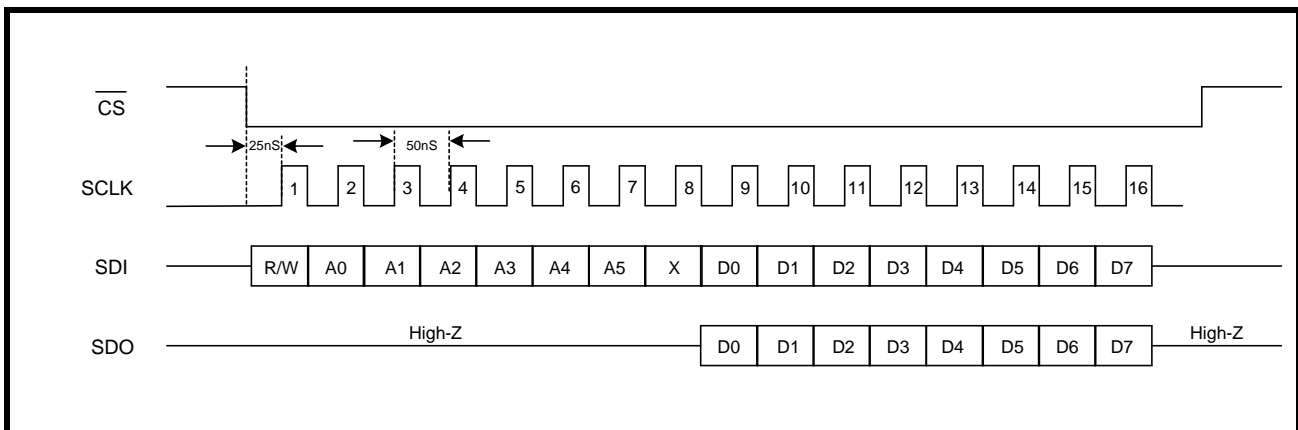 CS
25nS 50nS
SCLK 1 2 3 4 5 6 7 8 9 10 11 12 13 14 15 16
SDI R/W A0 A1 A2 A3 A4 A5 X D0 D1 D2 D3 D4 D5 D6 D7
High-Z High-Z
SDO D0 D1 D2 D3 D4 D5 D6 D7